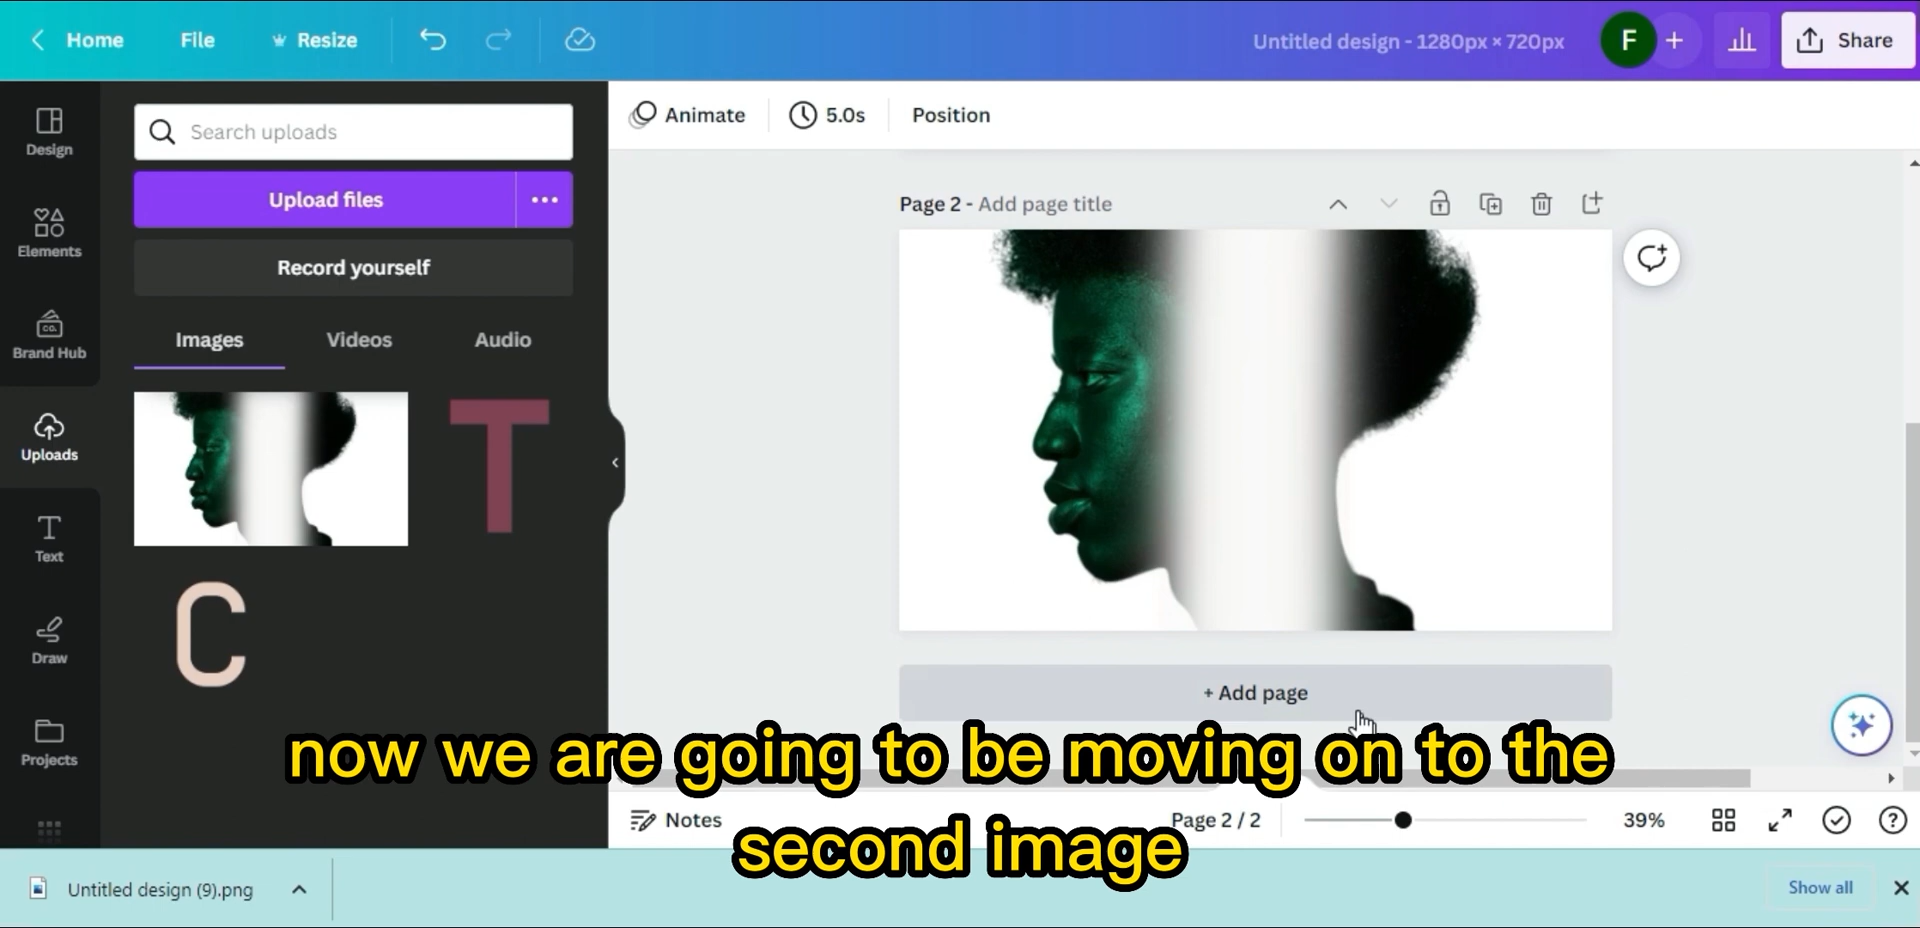 Home File Resize Untitled design - 1280px × 720px F + Share
Design
Elements
Brand Hub
CO.
Uploads
Text
Draw
Projects
Search uploads
Upload files
Record yourself
Images Videos Audio
T
C
Animate 5.0s Position
Page 2 - Add page title
+ Add page
now we are going to be moving on to the
second image
Notes Page 2 / 2 39%
Untitled design (9).png Show all